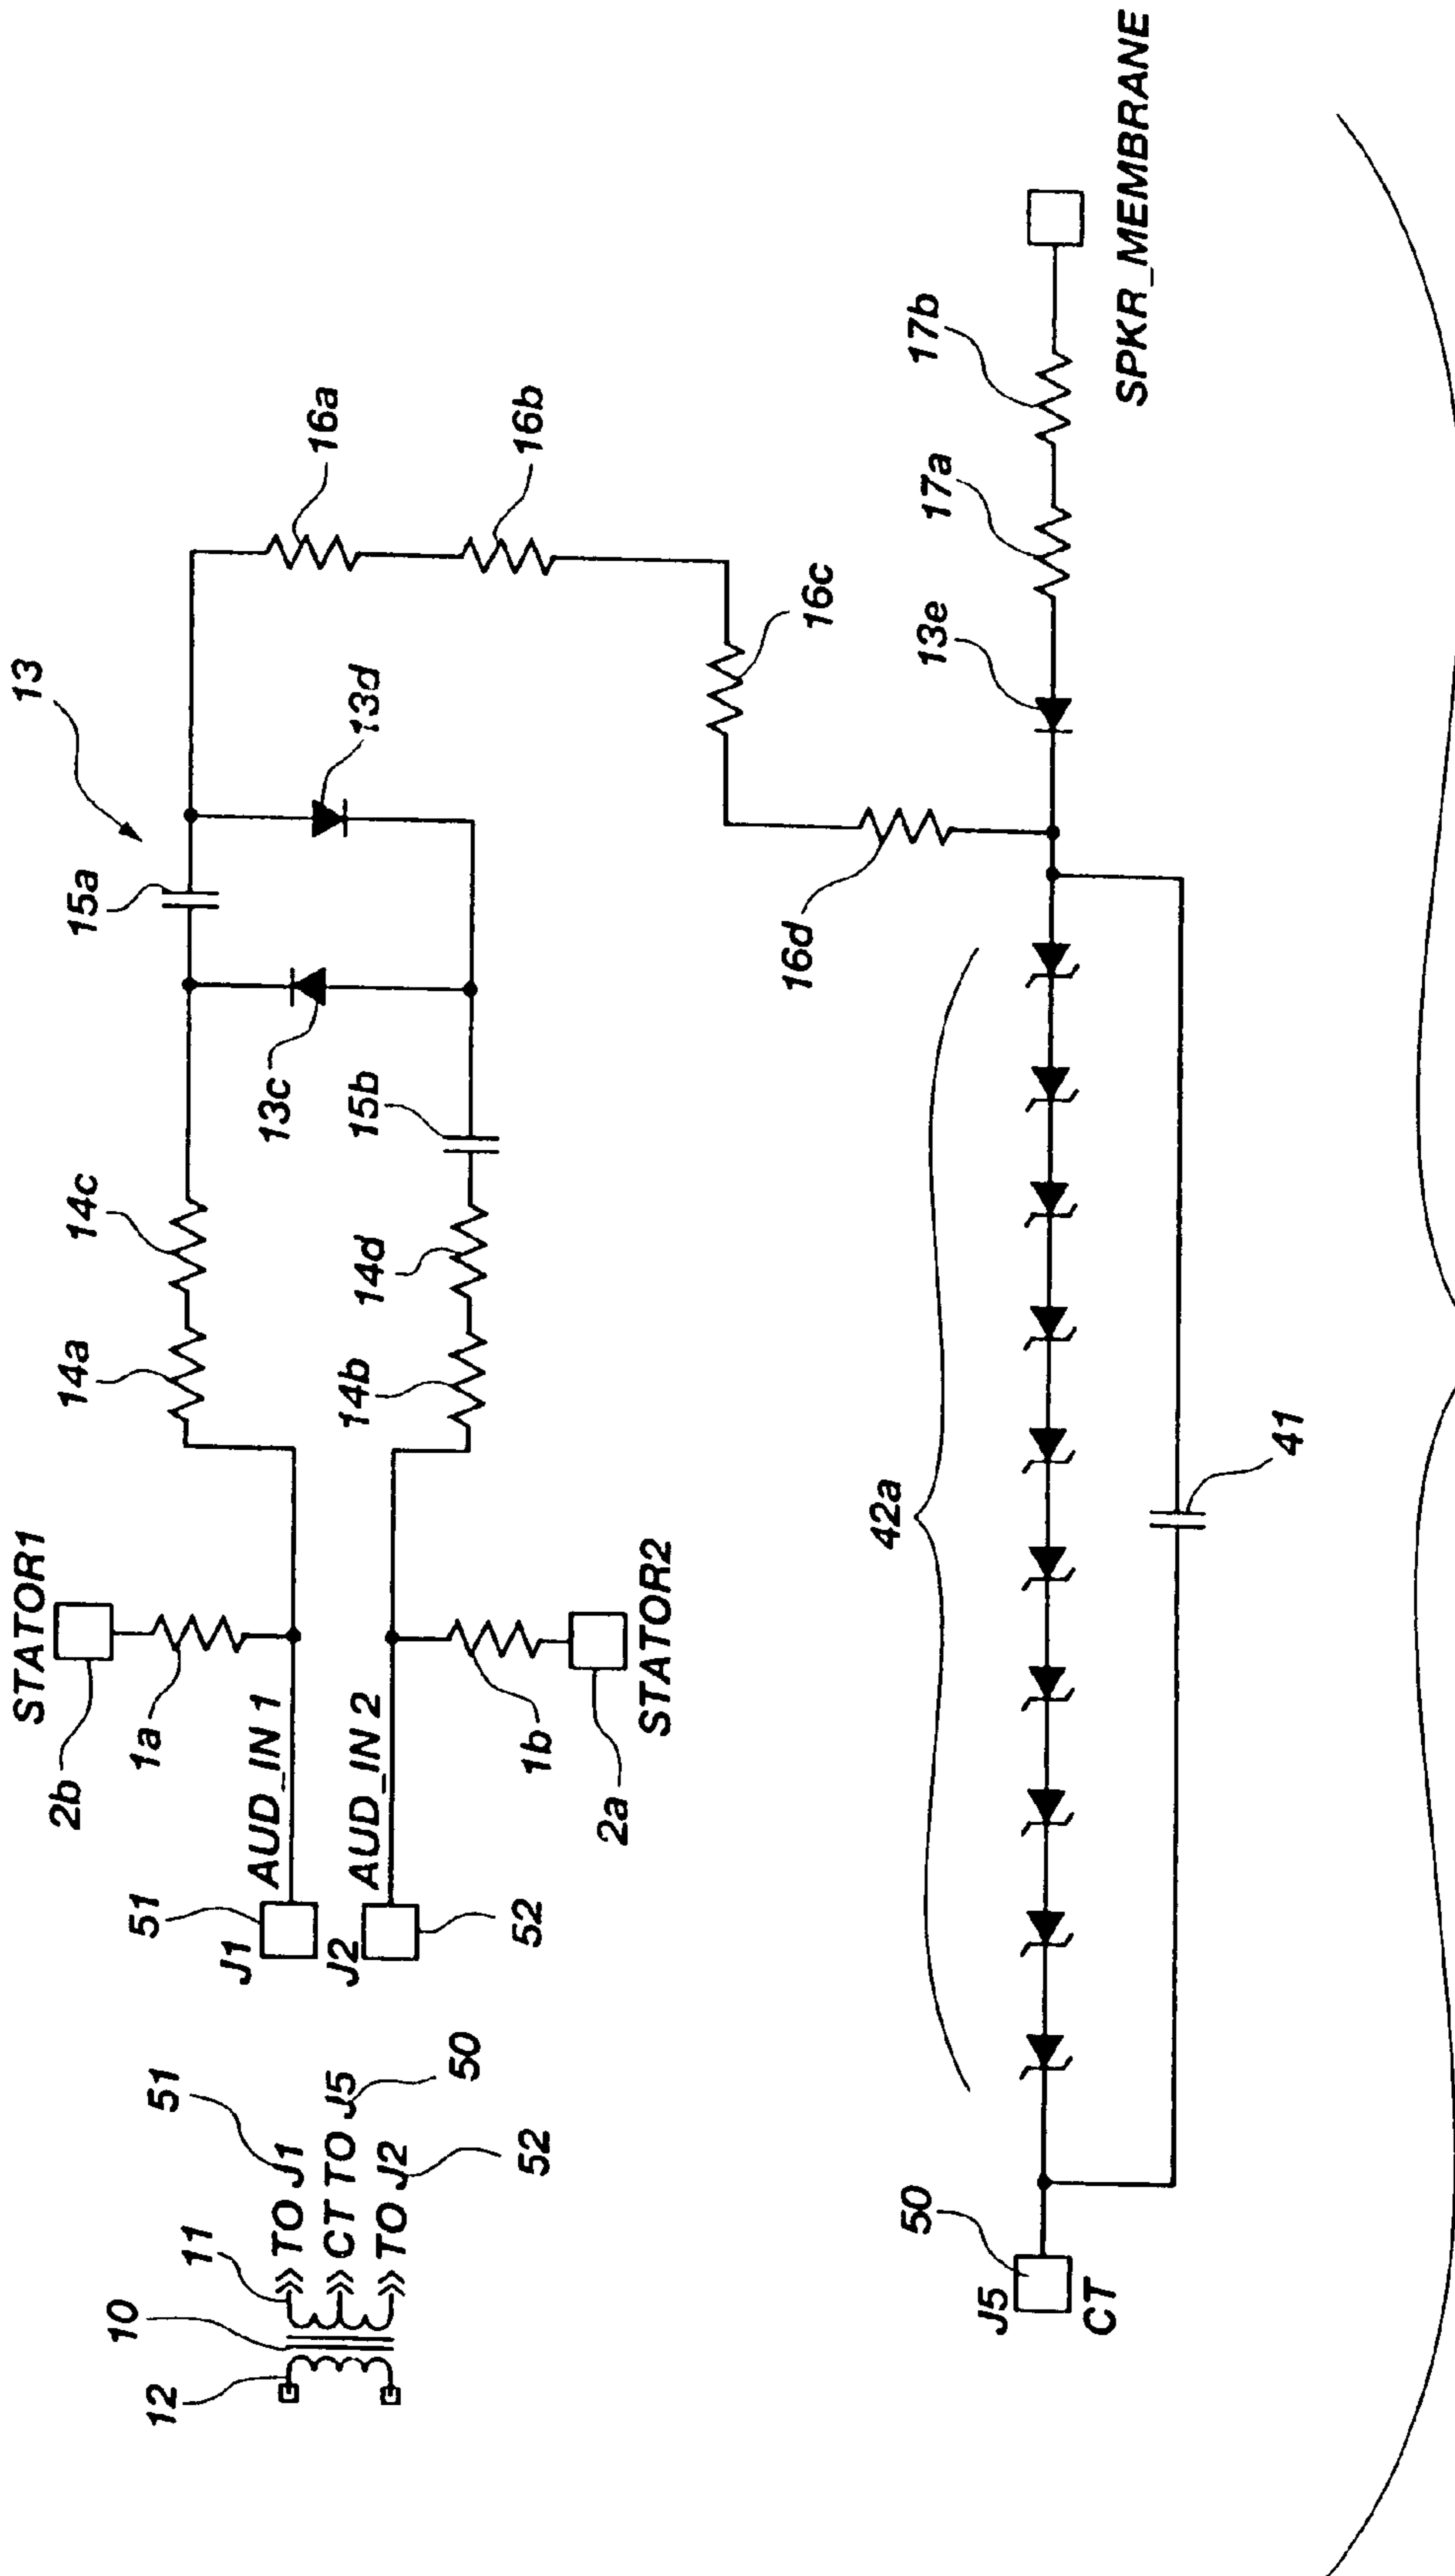 13
15a
13d
16a
16b
14c
14a
13c
15b
14d
14b
16c
16d
STATOR1
2b
1a
AUD_IN 1
51
J1
AUD_IN 2
J2
52
1b
2a
STATOR2
10
11
12
TO J1
51
CT TO J5
50
TO J2
52
42a
13e
17a
17b
SPKR_MEMBRANE
41
50
J5
CT